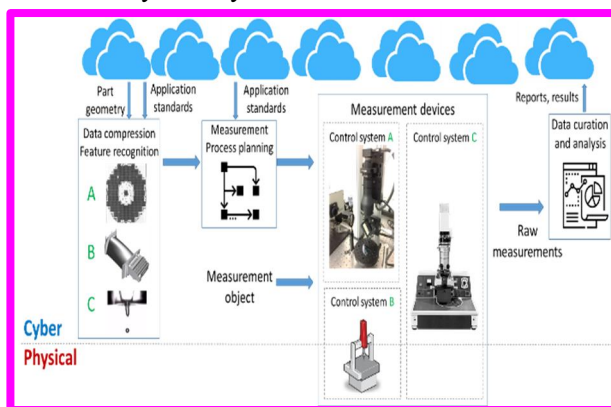 Part
geometry
Application
standards
Application
standards
Reports, results
Data compression
Feature recognition
A
B
C
Measurement
Process planning
Measurement devices
Control system A
Control system C
Control system B
Data curation
and analysis
Raw
measurements
Measurement
object
Cyber
Physical